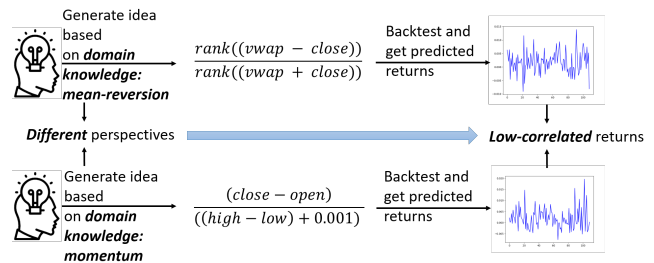 Generate idea
based
on domain
knowledge:
mean-reversion
rank((vwap − close))
rank((vwap + close))
Backtest and
get predicted
returns
Different perspectives
Low-correlated returns
Generate idea
based
on domain
knowledge:
momentum
(close − open)
((high − low) + 0.001)
Backtest and
get predicted
returns